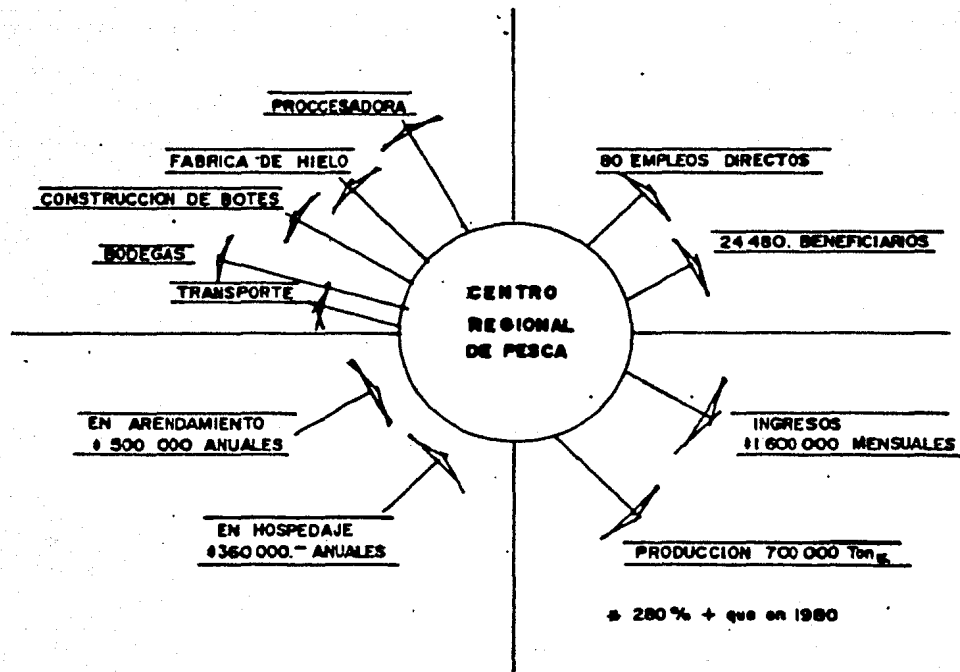 PROCCESADORA
FABRICA DE HIELO
CONSTRUCCION DE BOTES
BODEGAS
TRANSPORTE
80 EMPLEOS DIRECTOS
24 480. BENEFICIARIOS
CENTRO
REGIONAL
DE PESCA
EN ARENDAMIENTO
$ 500 000 ANUALES
EN HOSPEDAJE
$360 000.- ANUALES
INGRESOS
$1 600 000 MENSUALES
PRODUCCION 700 000 Ton
* 280% + que en 1980